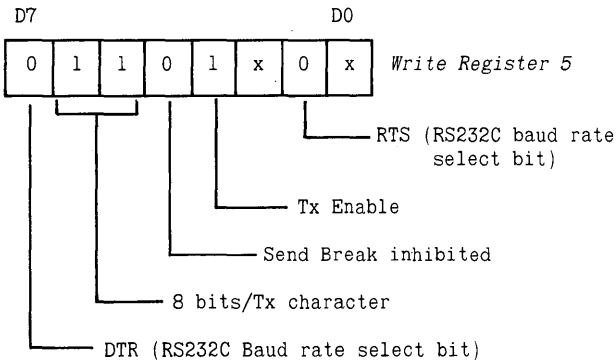 D7 D0
0 1 1 0 1 x 0 x Write Register 5
RTS (RS232C baud rate
select bit)
Tx Enable
Send Break inhibited
8 bits/Tx character
DTR (RS232C Baud rate select bit)